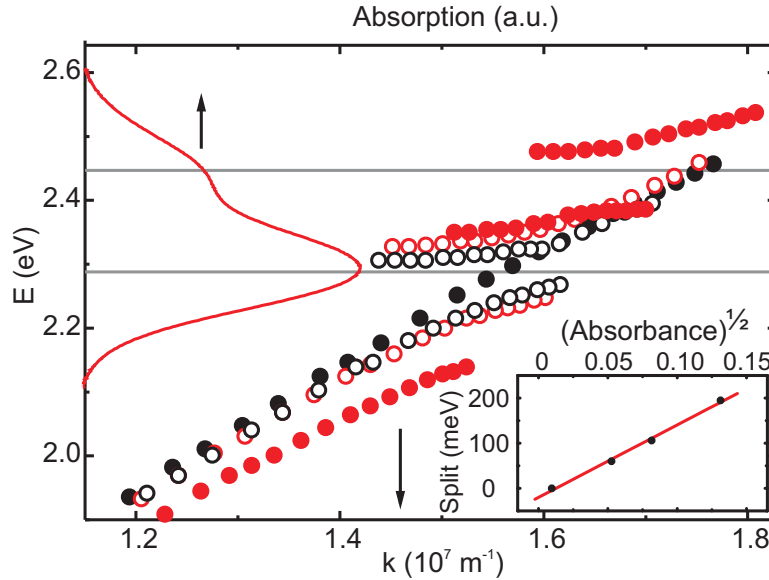 Absorption (a.u.)
2.6
2.4
2.2
2.0
E (eV)
1.2 1.4 1.6 1.8
k (10⁷ m⁻¹)
(Absorbance)^½
0 0.05 0.10 0.15
200
100
0
Split (meV)